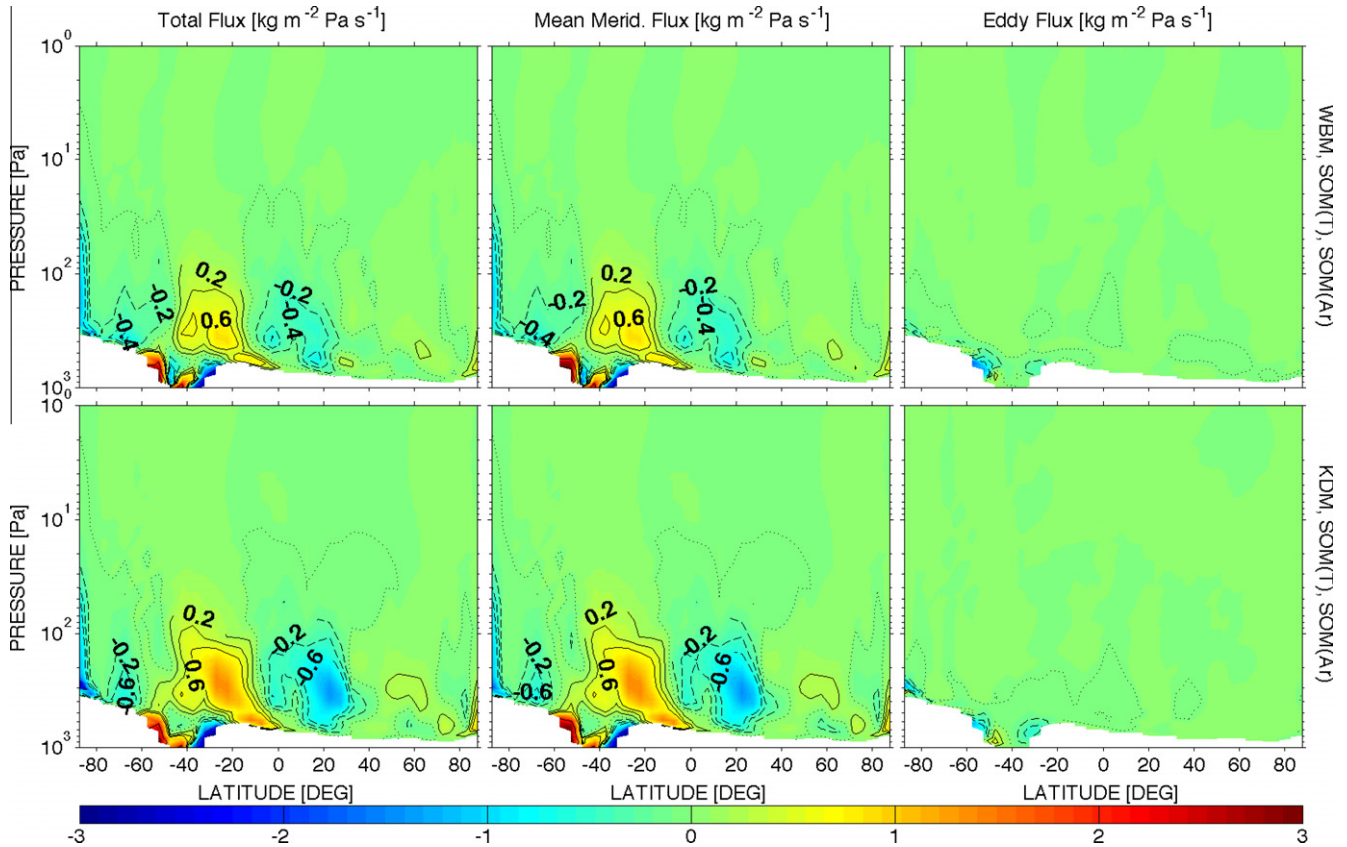 Total Flux [kg m⁻² Pa s⁻¹]
Mean Merid. Flux [kg m⁻² Pa s⁻¹]
Eddy Flux [kg m⁻² Pa s⁻¹]
PRESSURE [Pa]
10⁰
10¹
10²
10³
0.2
0.6
-0.2
-0.4
-0.2
-0.4
0.2
0.6
-0.2
-0.4
-0.2
-0.4
WBM, SOM(T), SOM(Ar)
PRESSURE [Pa]
10⁰
10¹
10²
10³
0.2
0.6
-0.2
-0.6
-0.2
-0.6
0.2
0.6
-0.2
-0.6
-0.2
-0.6
KDM, SOM(T), SOM(Ar)
-80 -60 -40 -20 0 20 40 60 80
-80 -60 -40 -20 0 20 40 60 80
-80 -60 -40 -20 0 20 40 60 80
LATITUDE [DEG]
LATITUDE [DEG]
LATITUDE [DEG]
-3 -2 -1 0 1 2 3